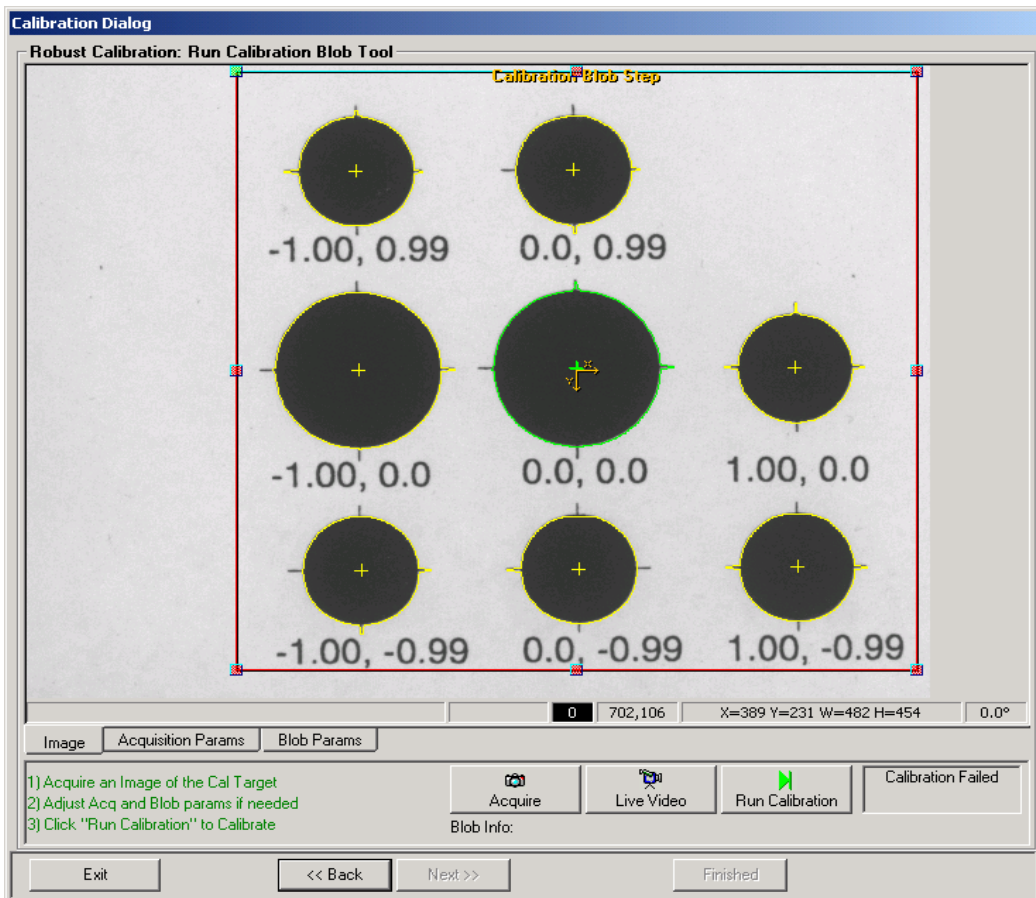 Calibration Dialog
Robust Calibration: Run Calibration Blob Tool
Calibration Blob Step
-1.00, 0.99 0.0, 0.99
X
Y
-1.00, 0.0 0.0, 0.0 1.00, 0.0
-1.00, -0.99 0.0, -0.99 1.00, -0.99
0 702,106 X=389 Y=231 W=482 H=454 0.0°
Image Acquisition Params Blob Params
1) Acquire an Image of the Cal Target
2) Adjust Acq and Blob params if needed
3) Click "Run Calibration" to Calibrate
Acquire Live Video Run Calibration Calibration Failed
Blob Info:
Exit << Back Next >> Finished